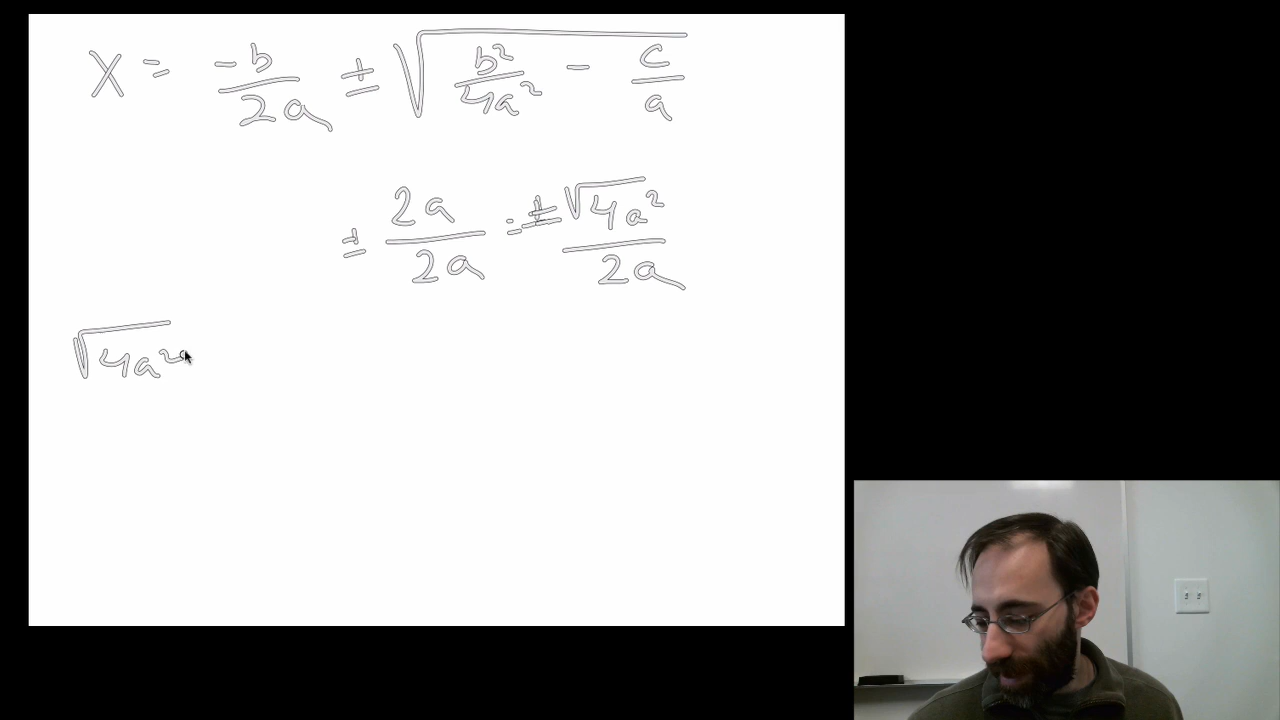 x = -b/2a ± √(b²/4a² - c/a)
± 2a/2a = ± √(4a²)/2a
√(4a²)